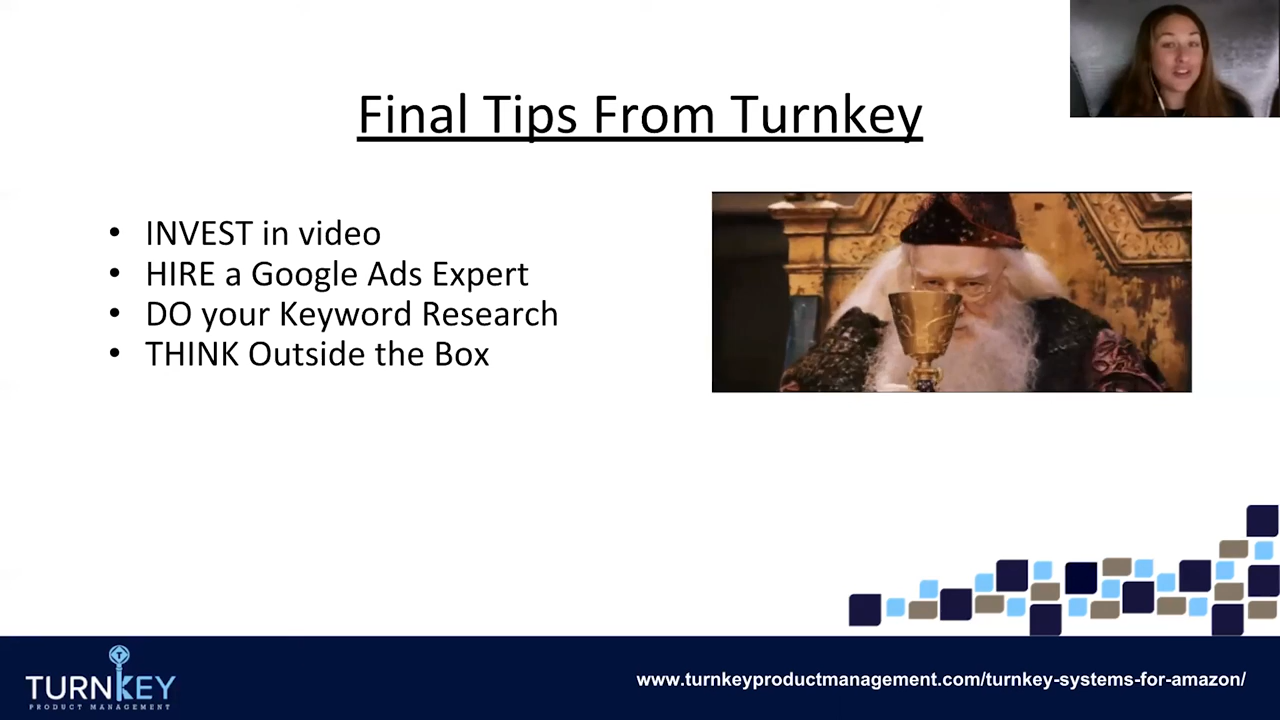 Final Tips From Turnkey
• INVEST in video
• HIRE a Google Ads Expert
• DO your Keyword Research
• THINK Outside the Box
T
TURNKEY
PRODUCT MANAGEMENT
www.turnkeyproductmanagement.com/turnkey-systems-for-amazon/